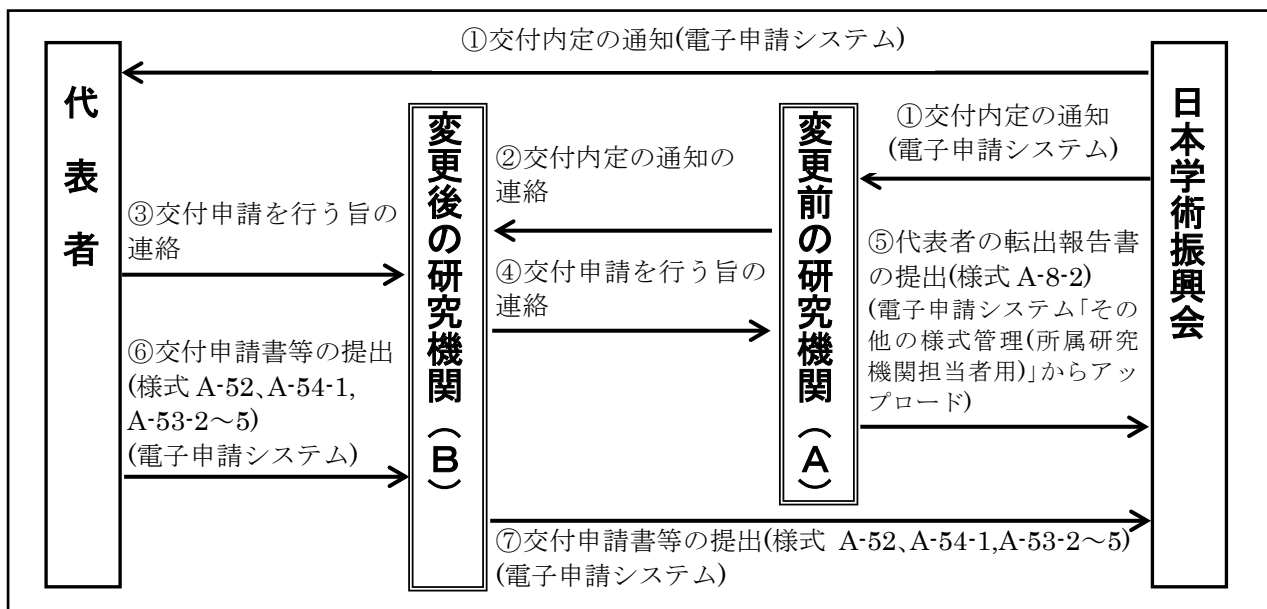 ①交付内定の通知(電子申請システム)
代表者
変更後の研究機関(B)
変更前の研究機関(A)
日本学術振興会
①交付内定の通知
(電子申請システム)
②交付内定の通知の
連絡
③交付申請を行う旨の
連絡
④交付申請を行う旨の
連絡
⑤代表者の転出報告書
の提出(様式 A-8-2)
(電子申請システム「その
他の様式管理(所属研究
機関担当者用)」からアッ
プロード)
⑥交付申請書等の提出
(様式 A-52、A-54-1,
A-53-2～5)
(電子申請システム)
⑦交付申請書等の提出(様式 A-52、A-54-1,A-53-2～5)
(電子申請システム)